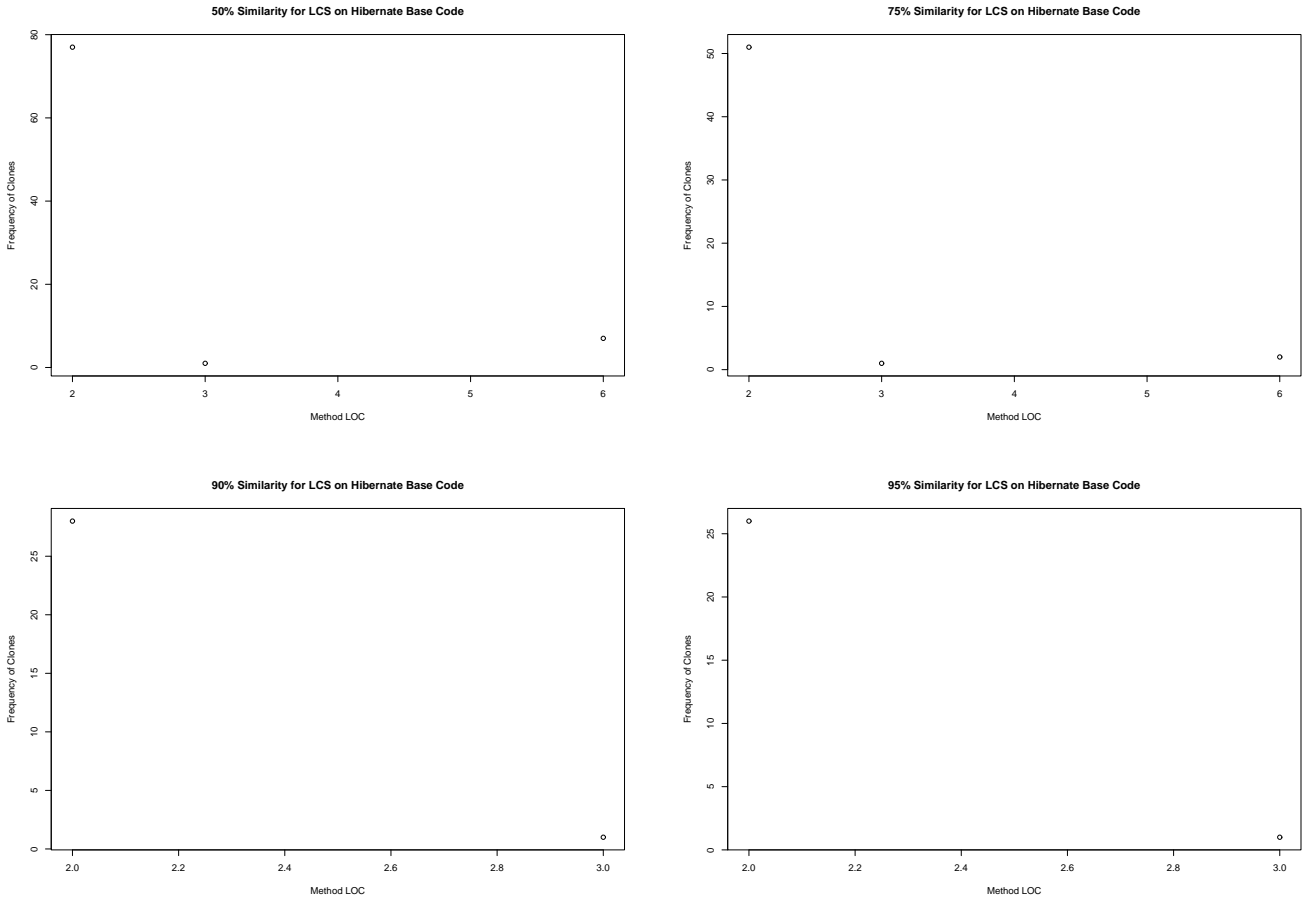 50% Similarity for LCS on Hibernate Base Code
80
60
40
20
0
Frequency of Clones
2 3 4 5 6
Method LOC
75% Similarity for LCS on Hibernate Base Code
50
40
30
20
10
0
Frequency of Clones
2 3 4 5 6
Method LOC
90% Similarity for LCS on Hibernate Base Code
25
20
15
10
5
0
Frequency of Clones
2.0 2.2 2.4 2.6 2.8 3.0
Method LOC
95% Similarity for LCS on Hibernate Base Code
25
20
15
10
5
0
Frequency of Clones
2.0 2.2 2.4 2.6 2.8 3.0
Method LOC